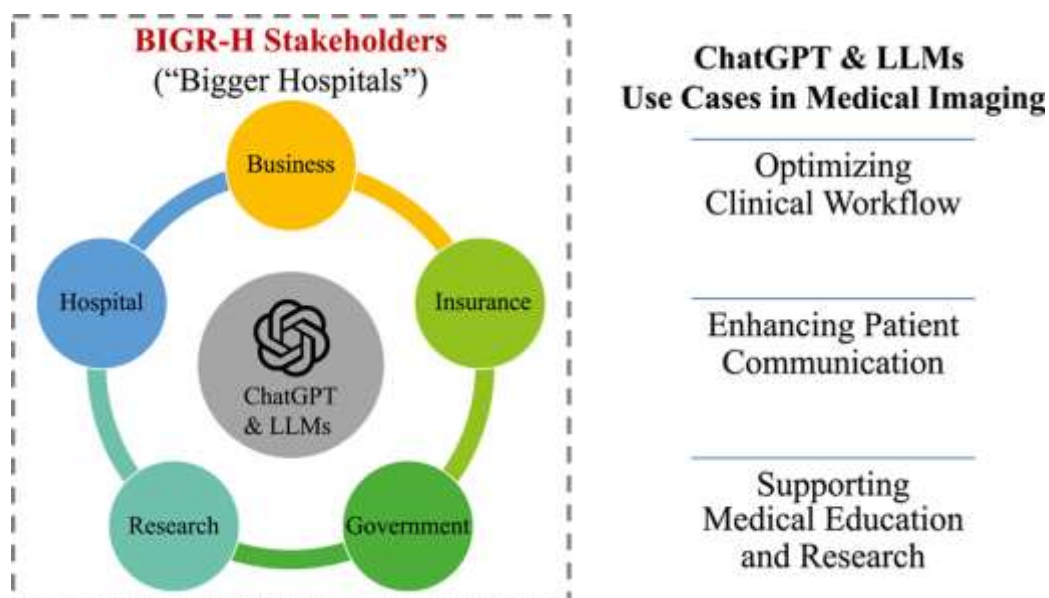 BIGR-H Stakeholders
(“Bigger Hospitals”)
Business
Hospital
Insurance
ChatGPT
& LLMs
Research
Government
ChatGPT & LLMs
Use Cases in Medical Imaging
Optimizing
Clinical Workflow
Enhancing Patient
Communication
Supporting
Medical Education
and Research